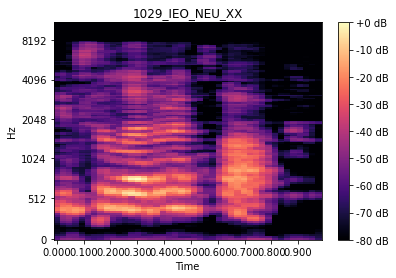 1029_IEO_NEU_XX
Hz
8192
4096
2048
1024
512
0
0.0000.1000.2000.3000.4000.5000.6000.7000.8000.900
Time
+0 dB
-10 dB
-20 dB
-30 dB
-40 dB
-50 dB
-60 dB
-70 dB
-80 dB